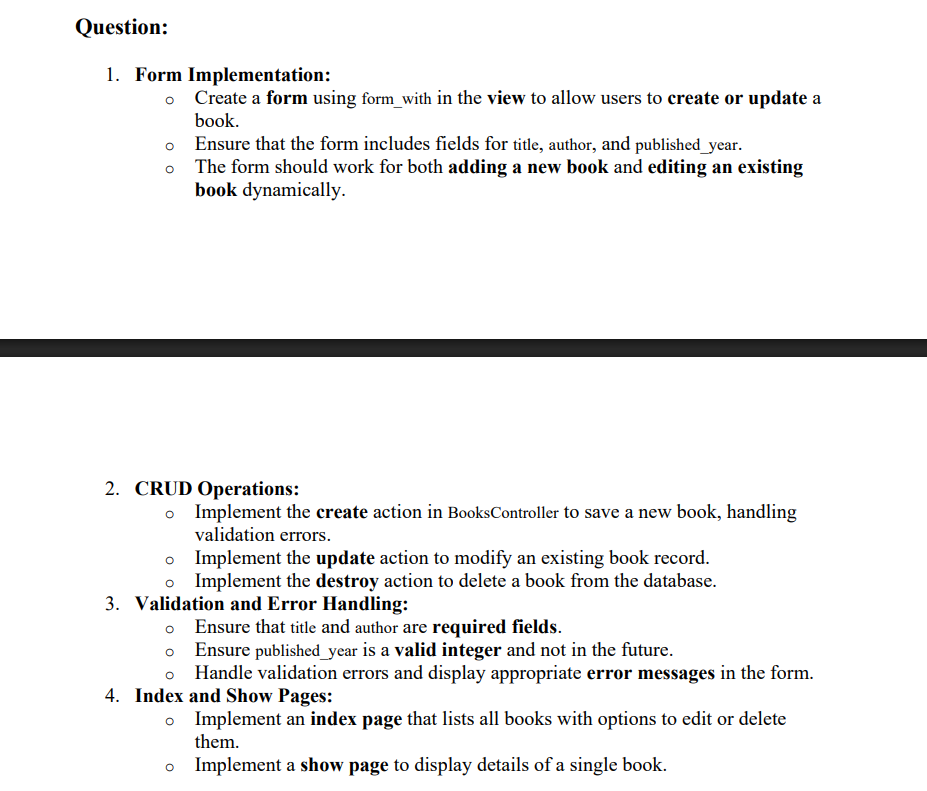 Question:
1. Form Implementation:
o Create a form using form_with in the view to allow users to create or update a
book.
o Ensure that the form includes fields for title, author, and published_year.
o The form should work for both adding a new book and editing an existing
book dynamically.
2. CRUD Operations:
o Implement the create action in BooksController to save a new book, handling
validation errors.
o Implement the update action to modify an existing book record.
o Implement the destroy action to delete a book from the database.
3. Validation and Error Handling:
o Ensure that title and author are required fields.
o Ensure published_year is a valid integer and not in the future.
o Handle validation errors and display appropriate error messages in the form.
4. Index and Show Pages:
o Implement an index page that lists all books with options to edit or delete
them.
o Implement a show page to display details of a single book.